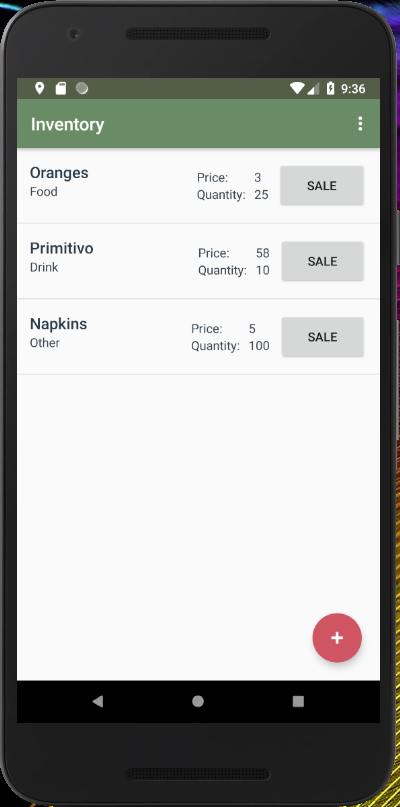 9:36
Inventory
Oranges
Food
Price: 3
Quantity: 25
SALE
Primitivo
Drink
Price: 58
Quantity: 10
SALE
Napkins
Other
Price: 5
Quantity: 100
SALE
+